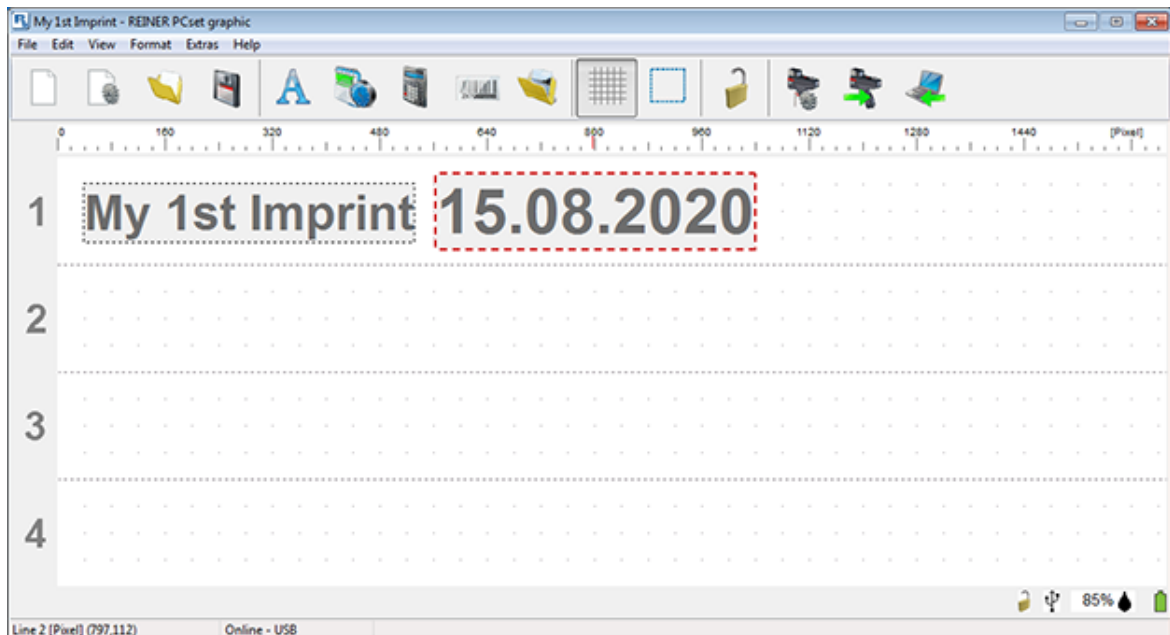 My 1st Imprint - REINER PCset graphic
File Edit View Format Extras Help
0 160 320 480 640 800 960 1120 1280 1440 [Pixel]
1 My 1st Imprint 15.08.2020
2
3
4
85%
Line 2 [Pixel] (797,112) Online - USB